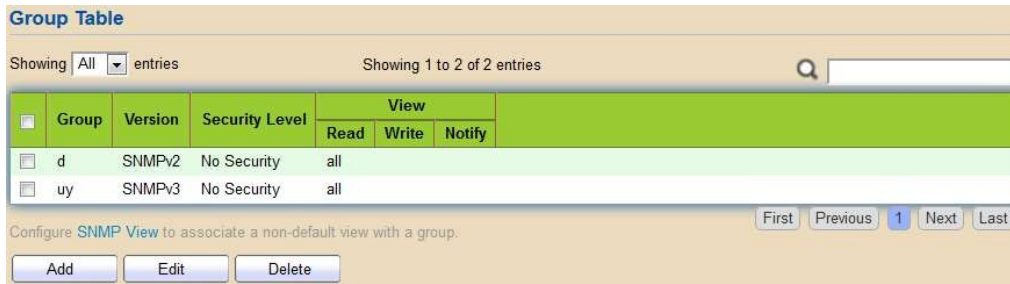 Group Table
Showing All entries Showing 1 to 2 of 2 entries
View
Group Version Security Level
Read Write Notify
d SNMPv2 No Security all
uy SNMPv3 No Security all
First Previous 1 Next Last
Configure SNMP View to associate a non-default view with a group.
Add Edit Delete